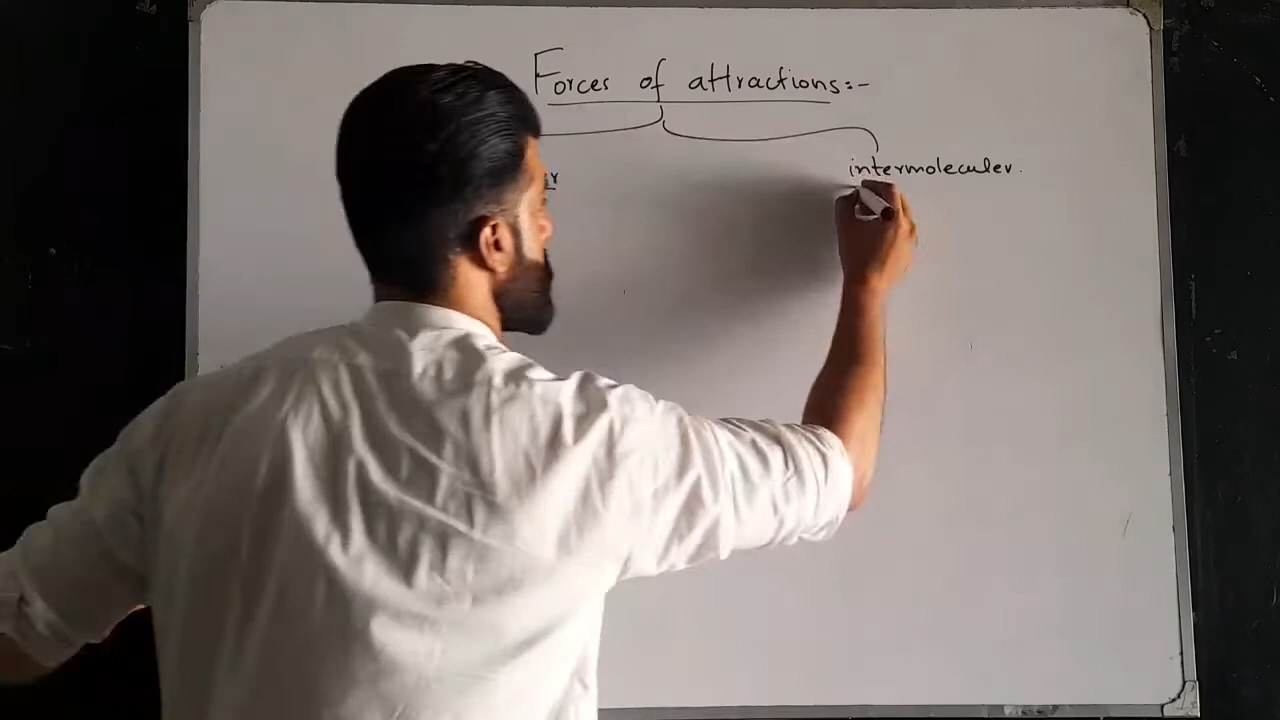 Forces of attractions:-
intermoleculer.